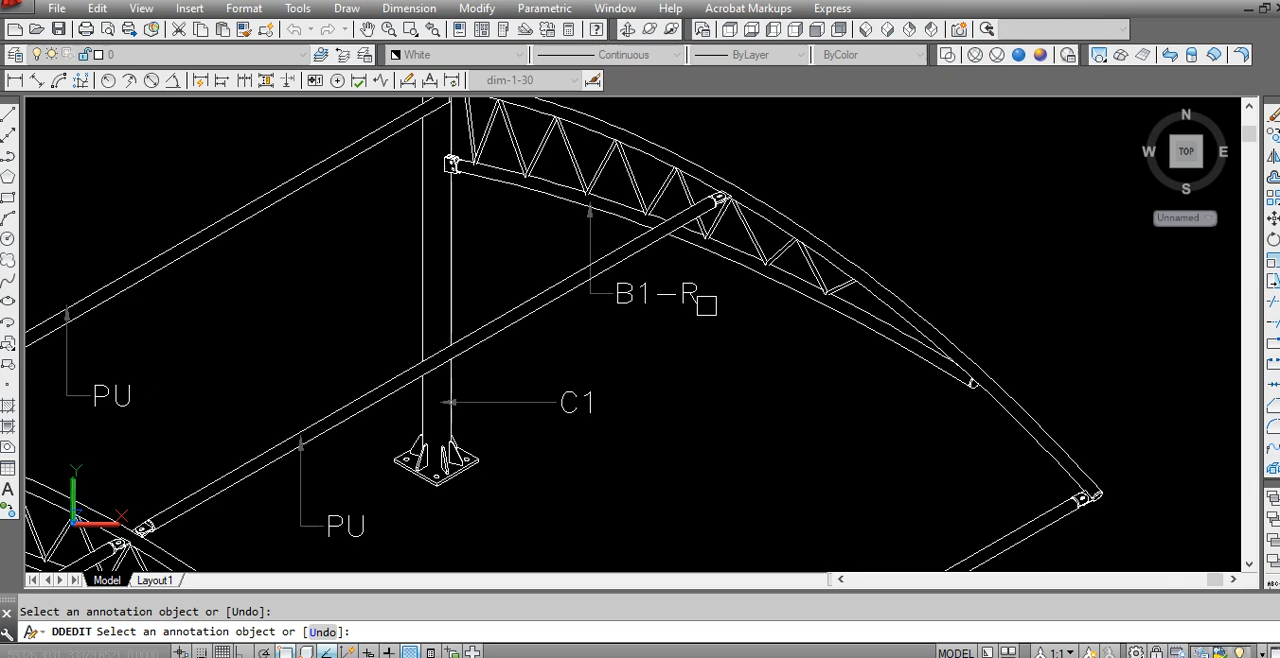 File Edit View Insert Format Tools Draw Dimension Modify Parametric Window Help Acrobat Markups Express
0 White Continuous ByLayer ByColor
dim-1-30
N
W TOP E
S
Unnamed
B1-R
PU
C1
Y
X
PU
Model Layout1
Select an annotation object or [Undo]:
DDEDIT Select an annotation object or [Undo]:
MODEL 1:1